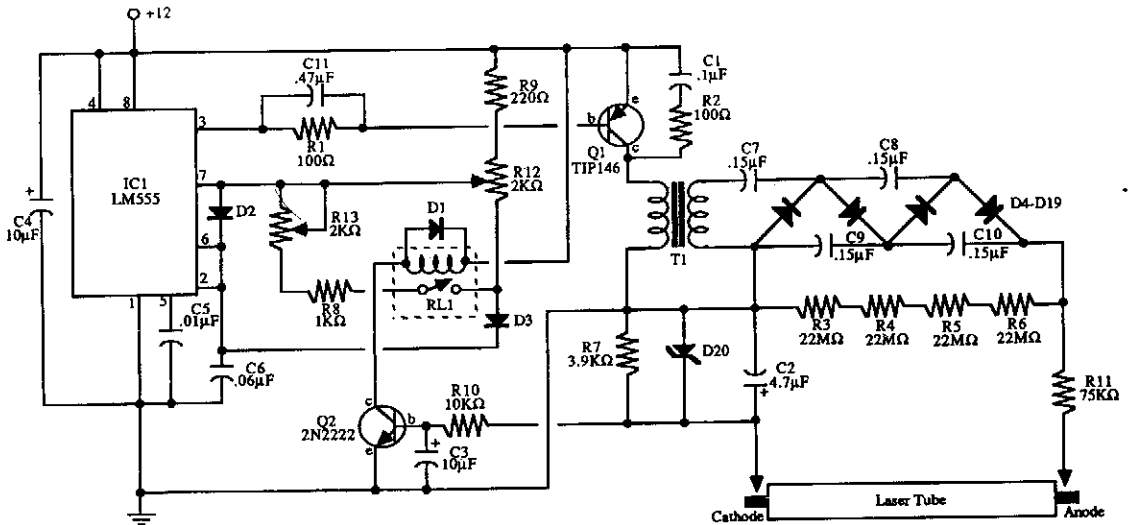 +12
C11
.47µF
C1
.1µF
R9
220Ω
4
8
3
R1
100Ω
b
e
c
Q1
TIP146
R2
100Ω
C7
.15µF
C8
.15µF
IC1
LM555
7
R12
2KΩ
D4-D19
+
C4
10µF
D2
R13
2KΩ
D1
C9
.15µF
C10
.15µF
T1
6
2
RL1
1
5
C5
.01µF
R8
1KΩ
D3
R3
22MΩ
R4
22MΩ
R5
22MΩ
R6
22MΩ
R7
3.9KΩ
D20
C6
.06µF
C2
4.7µF
+
R11
75KΩ
R10
10KΩ
c
b
e
Q2
2N2222
+
C3
10µF
Laser Tube
Cathode
Anode